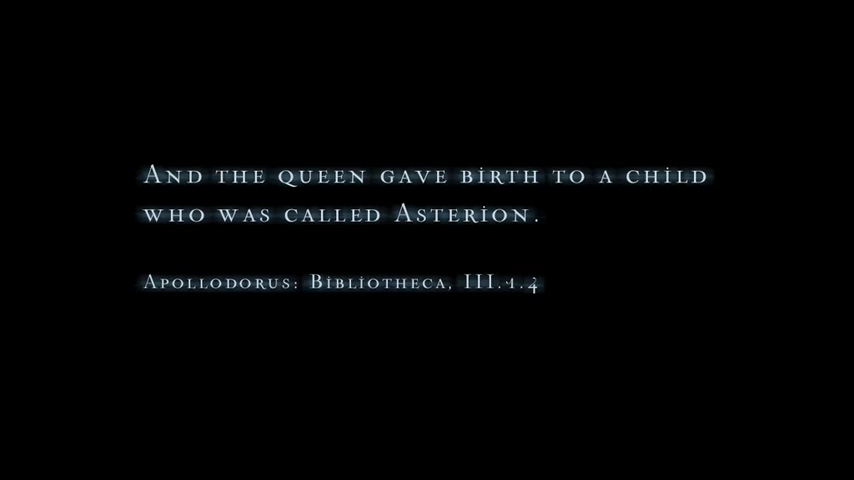 And the queen gave birth to a child
who was called Asterion.
Apollodorus: Bibliotheca, III.1.4